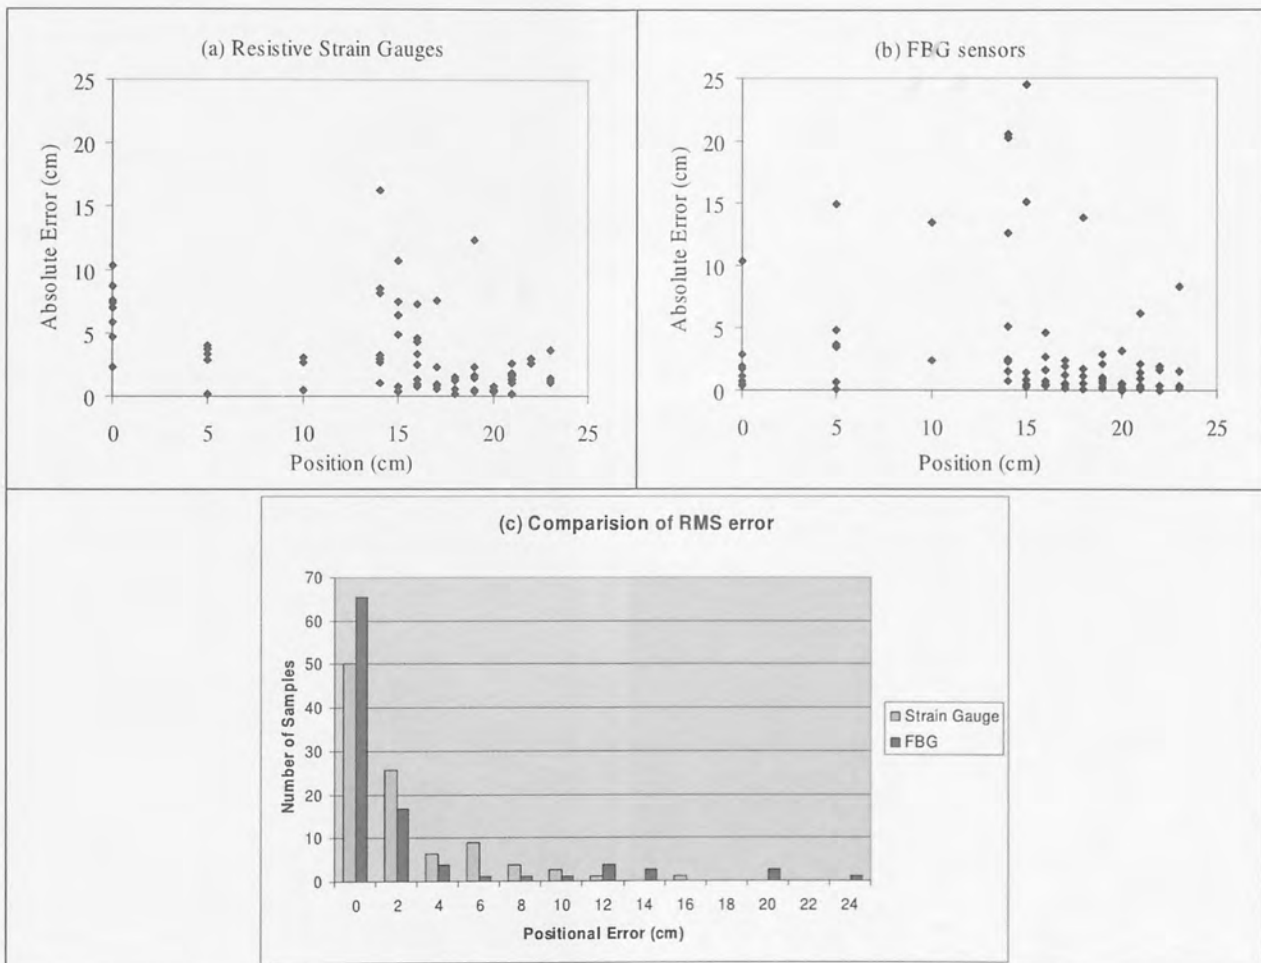 (a) Resistive Strain Gauges
25
20
15
10
5
0
Absolute Error (cm)
0 5 10 15 20 25
Position (cm)
(b) FBG sensors
25
20
15
10
5
0
Absolute Error (cm)
0 5 10 15 20 25
Position (cm)
(c) Comparision of RMS error
70
60
50
40
30
20
10
0
Number of Samples
0 2 4 6 8 10 12 14 16 18 20 22 24
Positional Error (cm)
Strain Gauge
FBG